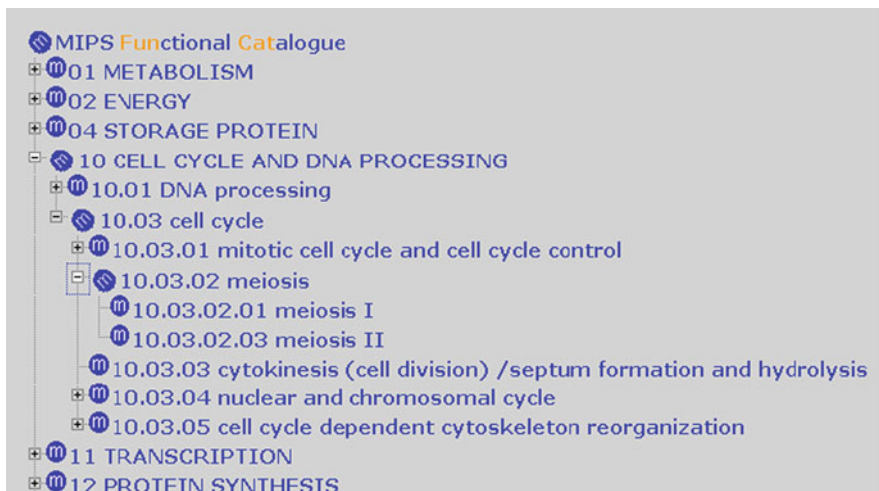 MIPS Functional Catalogue
01 METABOLISM
02 ENERGY
04 STORAGE PROTEIN
10 CELL CYCLE AND DNA PROCESSING
10.01 DNA processing
10.03 cell cycle
10.03.01 mitotic cell cycle and cell cycle control
10.03.02 meiosis
10.03.02.01 meiosis I
10.03.02.03 meiosis II
10.03.03 cytokinesis (cell division) /septum formation and hydrolysis
10.03.04 nuclear and chromosomal cycle
10.03.05 cell cycle dependent cytoskeleton reorganization
11 TRANSCRIPTION
12 PROTEIN SYNTHESIS